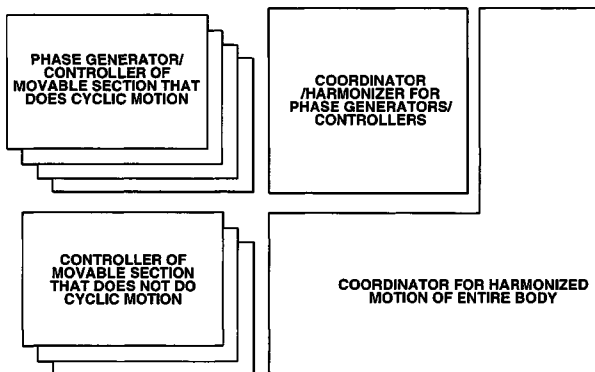 PHASE GENERATOR/
CONTROLLER OF
MOVABLE SECTION THAT
DOES CYCLIC MOTION
COORDINATOR
/HARMONIZER FOR
PHASE GENERATORS/
CONTROLLERS
CONTROLLER OF
MOVABLE SECTION
THAT DOES NOT DO
CYCLIC MOTION
COORDINATOR FOR HARMONIZED
MOTION OF ENTIRE BODY